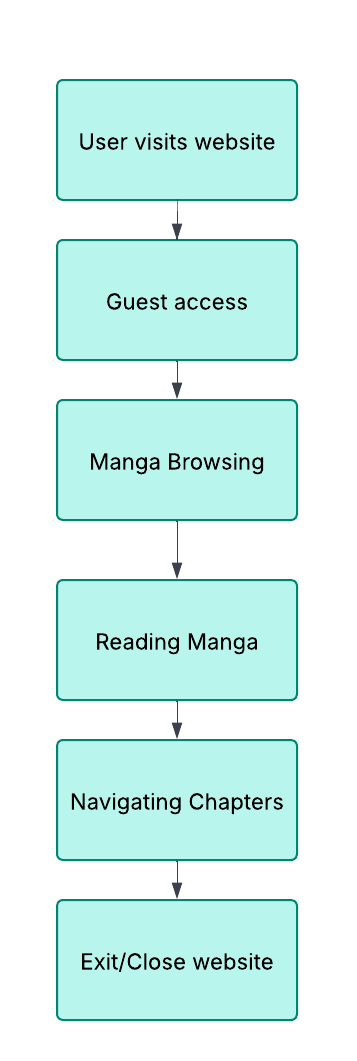 User visits website
Guest access
Manga Browsing
Reading Manga
Navigating Chapters
Exit/Close website